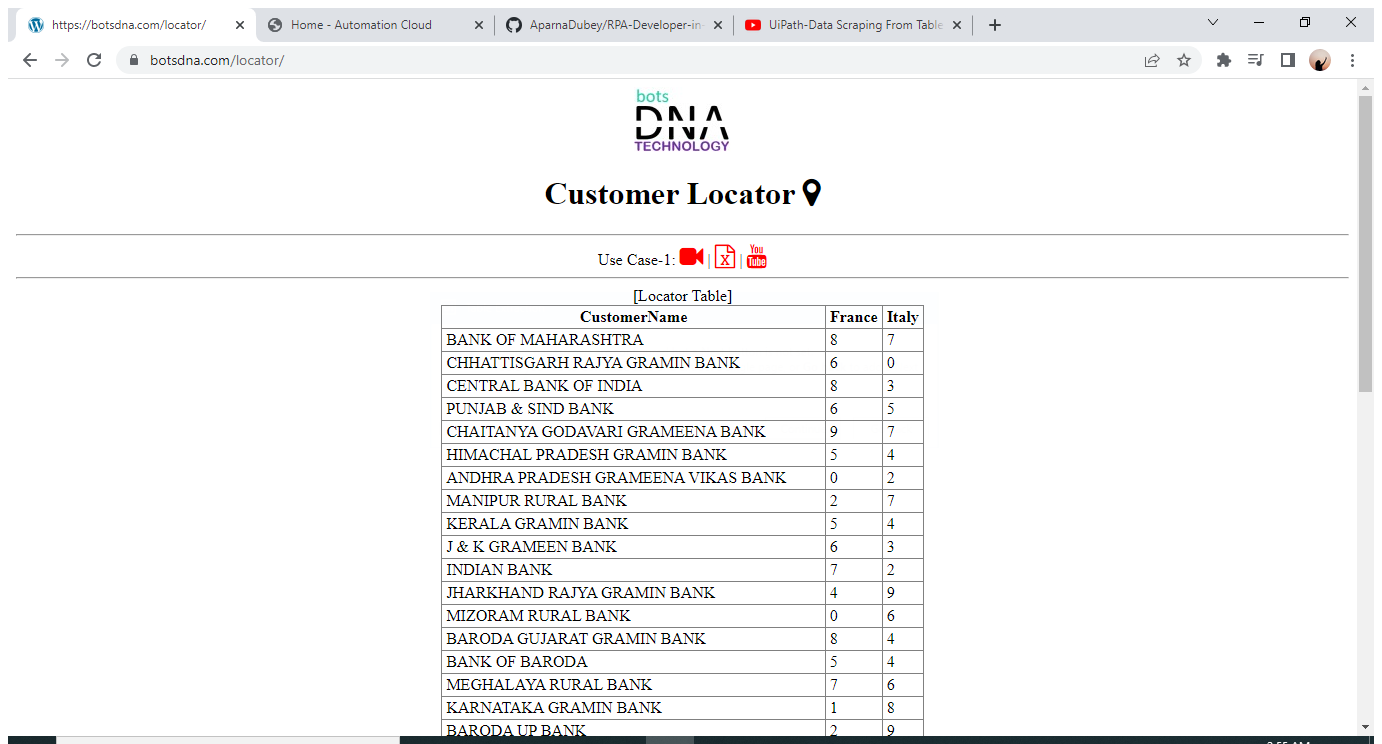 https://botsdna.com/locator/
Home - Automation Cloud
AparnaDubey/RPA-Developer-in-
UiPath-Data Scraping From Table
botsdna.com/locator/
bots
DNA
TECHNOLOGY
Customer Locator
Use Case-1: | X | You Tube
[Locator Table]
CustomerName France Italy
BANK OF MAHARASHTRA 8 7
CHHATTISGARH RAJYA GRAMIN BANK 6 0
CENTRAL BANK OF INDIA 8 3
PUNJAB & SIND BANK 6 5
CHAITANYA GODAVARI GRAMEENA BANK 9 7
HIMACHAL PRADESH GRAMIN BANK 5 4
ANDHRA PRADESH GRAMEENA VIKAS BANK 0 2
MANIPUR RURAL BANK 2 7
KERALA GRAMIN BANK 5 4
J & K GRAMEEN BANK 6 3
INDIAN BANK 7 2
JHARKHAND RAJYA GRAMIN BANK 4 9
MIZORAM RURAL BANK 0 6
BARODA GUJARAT GRAMIN BANK 8 4
BANK OF BARODA 5 4
MEGHALAYA RURAL BANK 7 6
KARNATAKA GRAMIN BANK 1 8
BARODA UP BANK 2 9